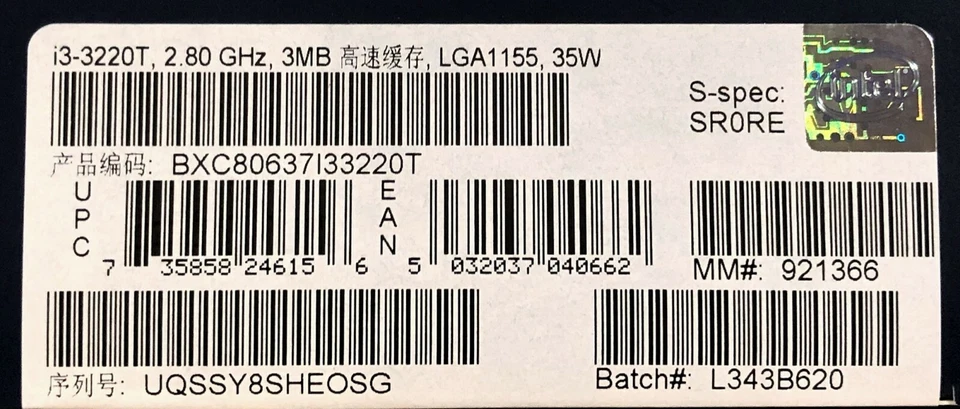 i3-3220T, 2.80 GHz, 3MB 高速缓存, LGA1155, 35W
S-spec:
SR0RE
intel
产品编码: BXC80637I33220T
UPC
7 35858 24615 6
EAN
5 032037 040662
MM#: 921366
序列号: UQSSY8SHEOSG
Batch#: L343B620